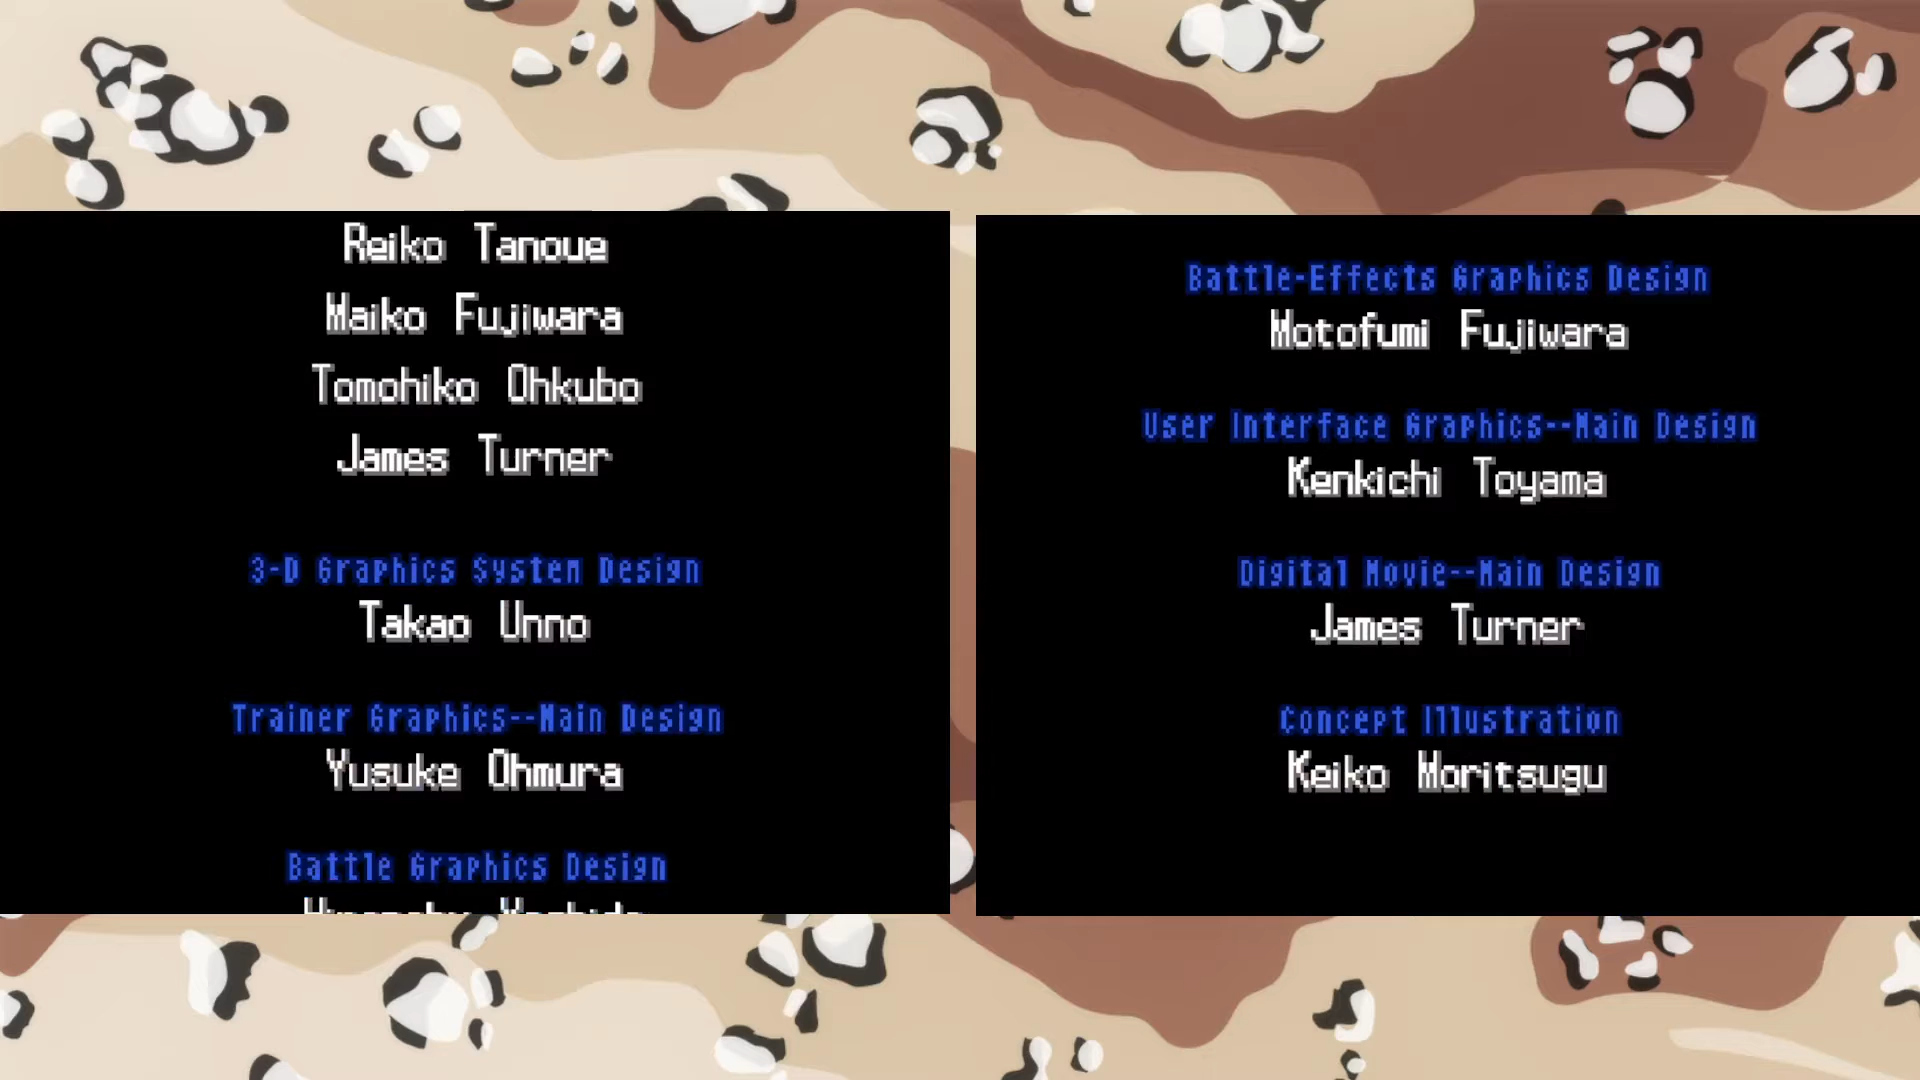 Reiko Tanoue
Maiko Fujiwara
Tomohiko Ohkubo
James Turner
3-D Graphics System Design
Takao Unno
Trainer Graphics--Main Design
Yusuke Ohmura
Battle Graphics Design
Battle-Effects Graphics Design
Motofumi Fujiwara
User Interface Graphics--Main Design
Kenkichi Toyama
Digital Movie--Main Design
James Turner
Concept Illustration
Keiko Moritsugu